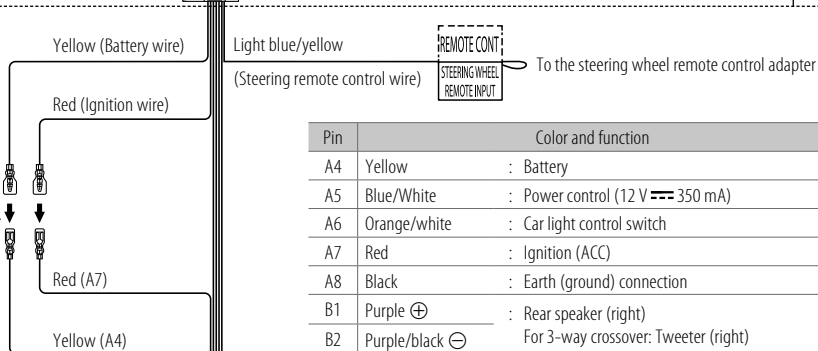 Yellow (Battery wire)
Light blue/yellow
(Steering remote control wire)
REMOTE CONT
STEERING WHEEL
REMOTE INPUT
To the steering wheel remote control adapter
Red (Ignition wire)
Red (A7)
Yellow (A4)
Pin Color and function
A4 Yellow : Battery
A5 Blue/White : Power control (12 V ⎓ 350 mA)
A6 Orange/white : Car light control switch
A7 Red : Ignition (ACC)
A8 Black : Earth (ground) connection
B1 Purple ⊕ : Rear speaker (right)
B2 Purple/black ⊖ For 3-way crossover: Tweeter (right)